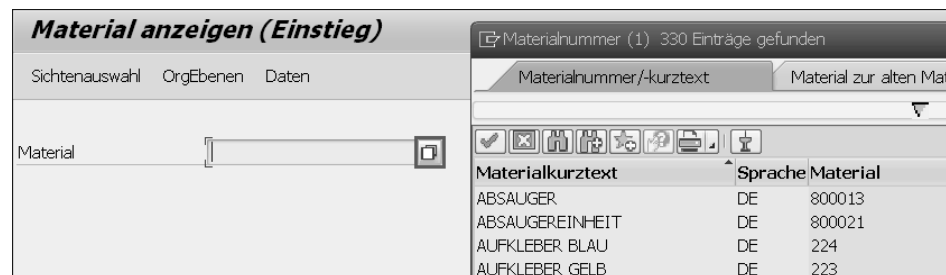 Material anzeigen (Einstieg)
Sichtenauswahl OrgEbenen Daten
Material
Materialnummer (1) 330 Einträge gefunden
Materialnummer/-kurztext Material zur alten Mat
Materialkurztext Sprache Material
ABSAUGER DE 800013
ABSAUGEREINHEIT DE 800021
AUFKLEBER BLAU DE 224
AUFKLEBER GELB DE 223